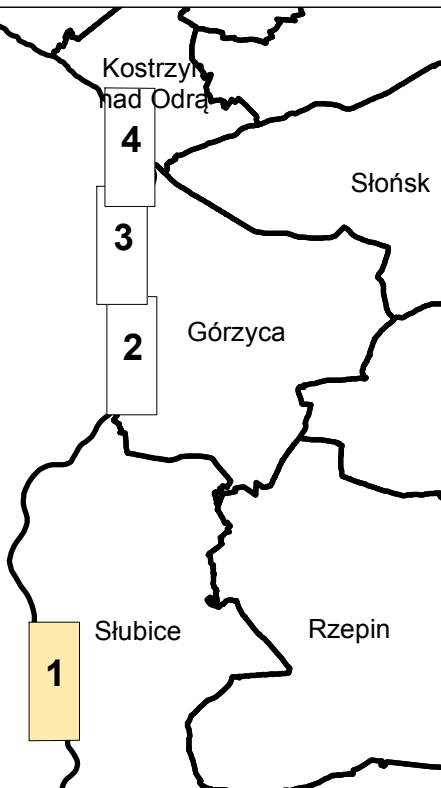 Kostrzyn
nad Odrą
4
Słońsk
3
Górzyca
2
Słubice
Rzepin
1